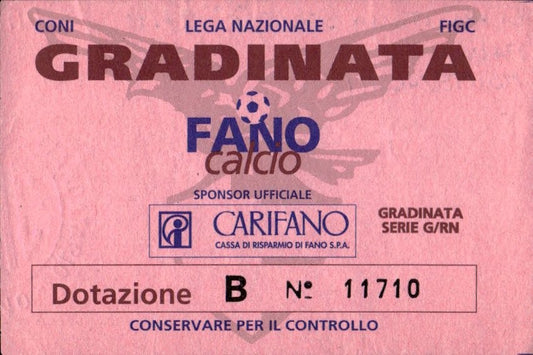 CONI LEGA NAZIONALE FIGC
GRADINATA
FANO
calcio
SPONSOR UFFICIALE
CARIFANO
CASSA DI RISPARMIO DI FANO S.P.A.
GRADINATA
SERIE G/RN
Dotazione B Nº 11710
CONSERVARE PER IL CONTROLLO